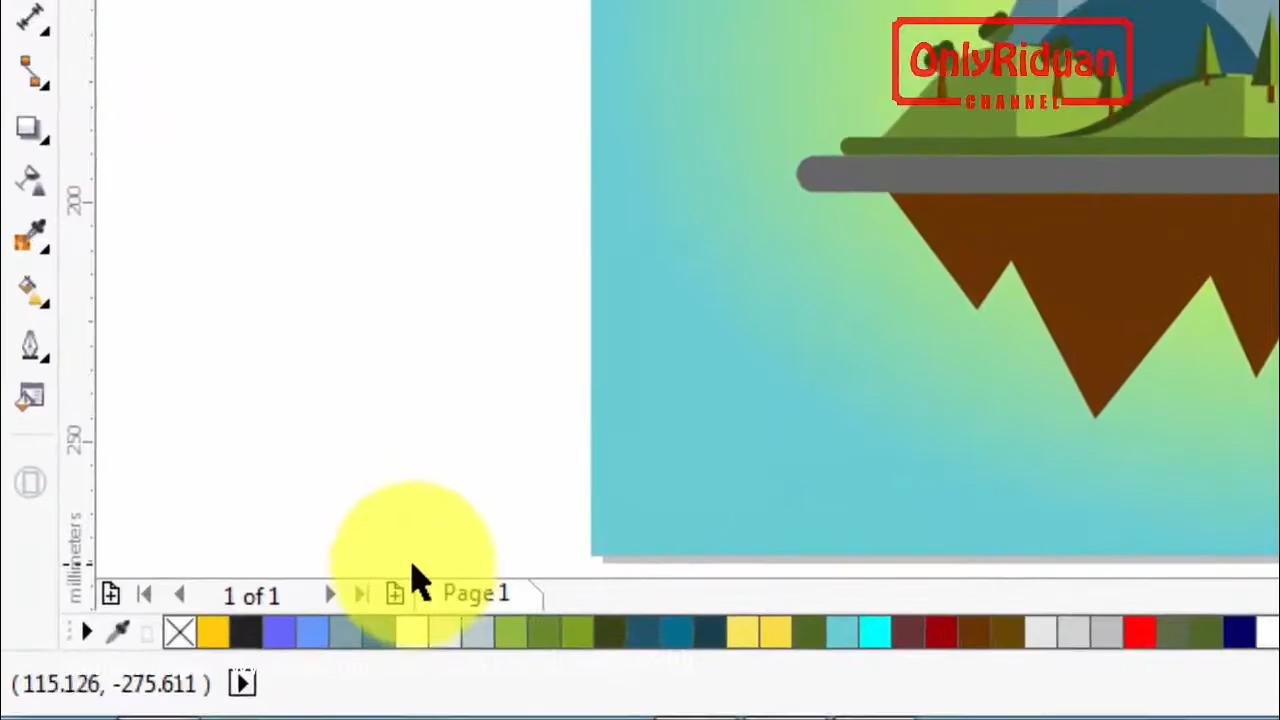 OnlyRiduan
CHANNEL
200
250
millimeters
1 of 1
Page 1
(115.126, -275.611 )